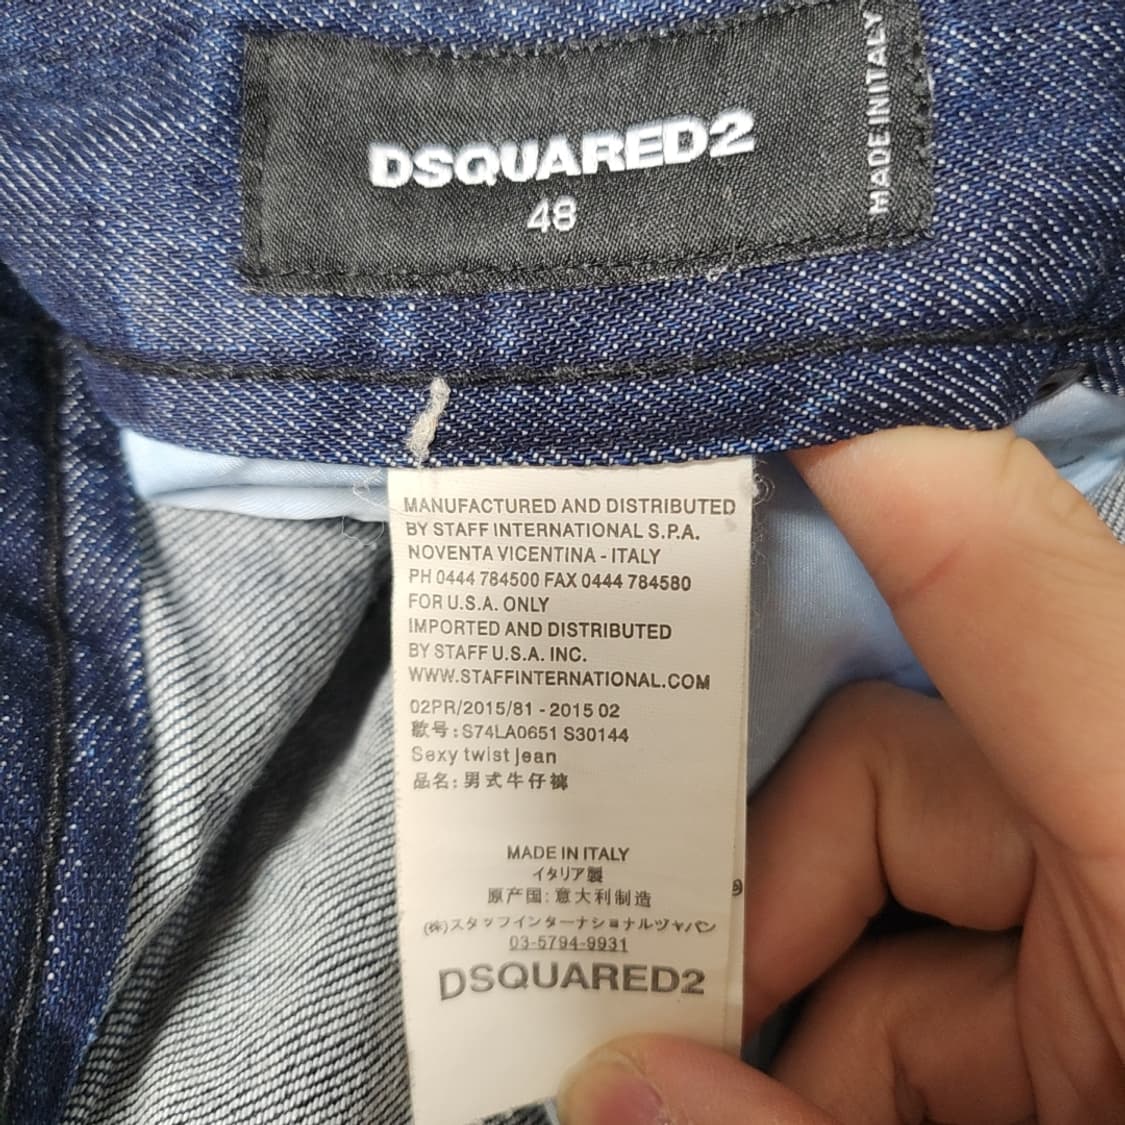 DSQUARED2
48
MADE IN ITALY
MANUFACTURED AND DISTRIBUTED
BY STAFF INTERNATIONAL S.P.A.
NOVENTA VICENTINA - ITALY
PH 0444 784500 FAX 0444 784580
FOR U.S.A. ONLY
IMPORTED AND DISTRIBUTED
BY STAFF U.S.A. INC.
WWW.STAFFINTERNATIONAL.COM
02PR/2015/81 - 2015 02
款号: S74LA0651 S30144
Sexy twist jean
品名: 男式牛仔裤
MADE IN ITALY
イタリア製
原产国: 意大利制造
(株)スタッフインターナショナルヅャパン
03-5794-9931
DSQUARED2